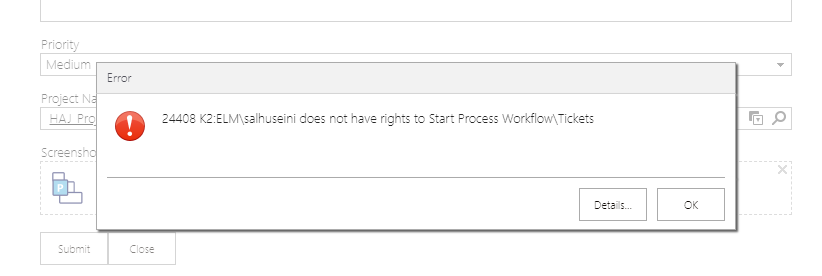 Priority
Medium
Error
Project Na
24408 K2:ELM\salhuseini does not have rights to Start Process Workflow\Tickets
HAJ_Pro
Screensho
P
Details...
OK
Submit
Close